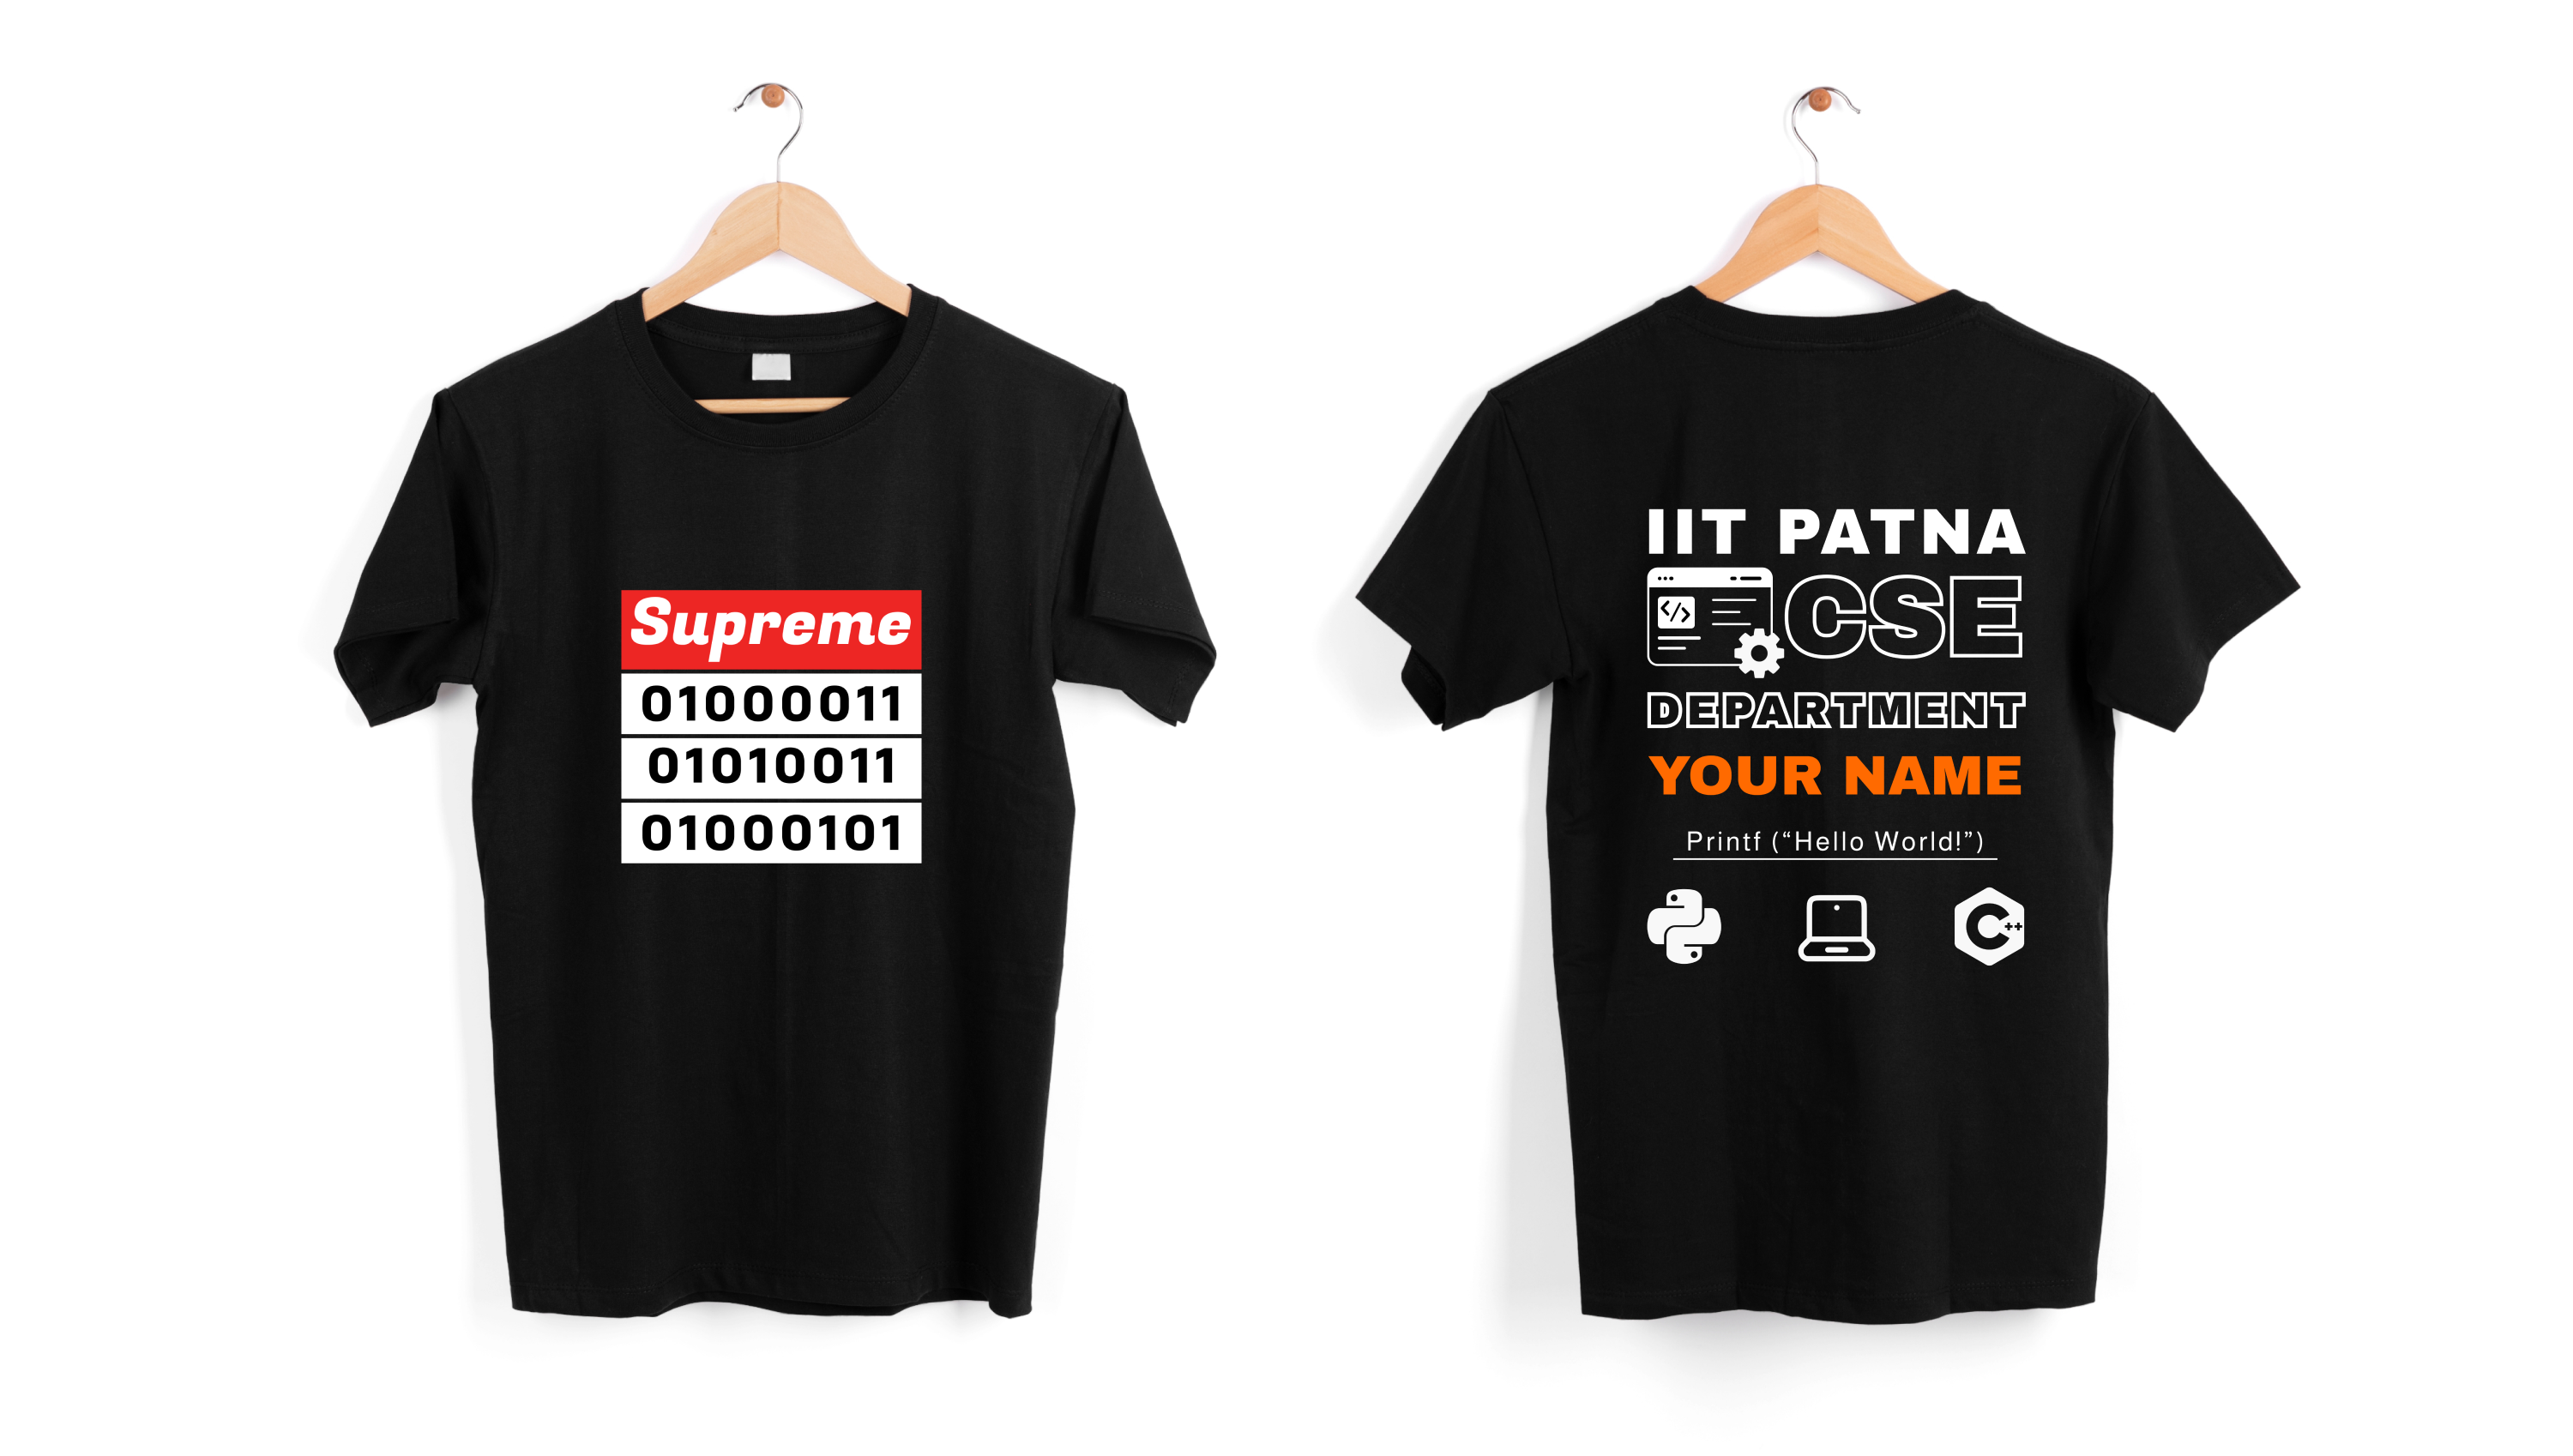 Supreme
01000011
01010011
01000101
IIT PATNA
</>
CSE
DEPARTMENT
YOUR NAME
Printf (“Hello World!”)
C++